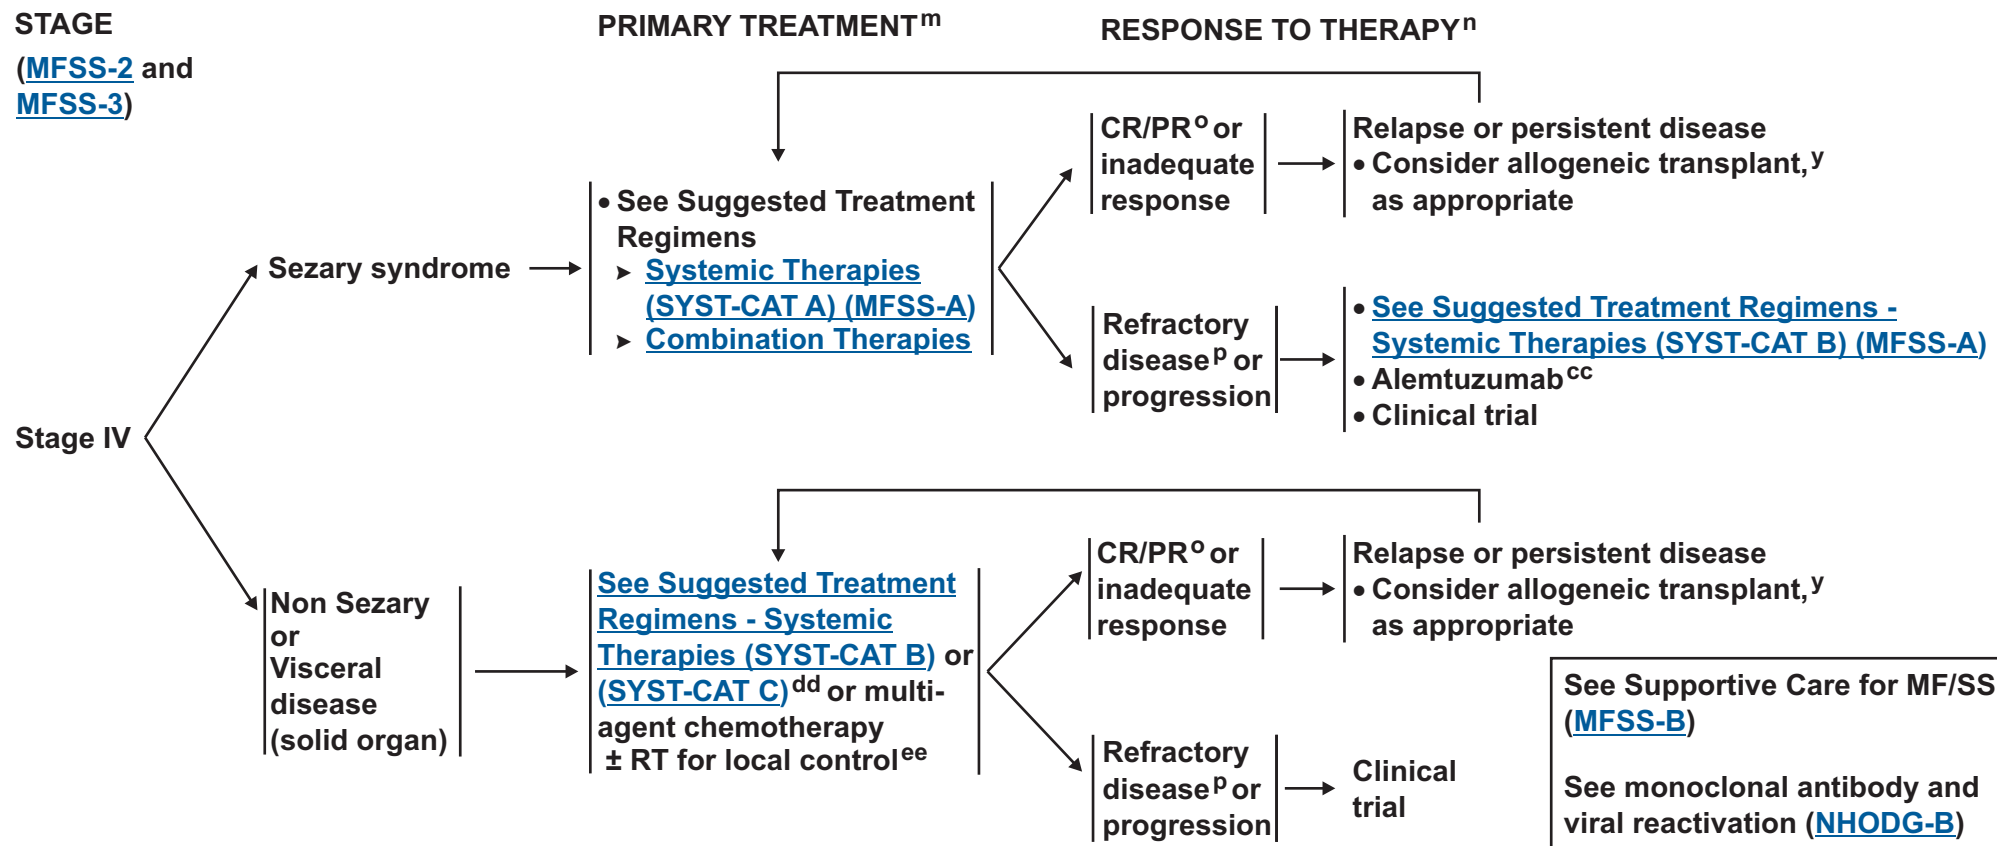 STAGE
(MFSS-2 and
MFSS-3)
PRIMARY TREATMENTm
RESPONSE TO THERAPYn
Stage IV
Sezary syndrome
• See Suggested Treatment
Regimens
➤ Systemic Therapies
(SYST-CAT A) (MFSS-A)
➤ Combination Therapies
CR/PRo or
inadequate
response
Relapse or persistent disease
• Consider allogeneic transplant,y
as appropriate
Refractory
diseasep or
progression
• See Suggested Treatment Regimens -
Systemic Therapies (SYST-CAT B) (MFSS-A)
• Alemtuzumabcc
• Clinical trial
Non Sezary
or
Visceral
disease
(solid organ)
See Suggested Treatment
Regimens - Systemic
Therapies (SYST-CAT B) or
(SYST-CAT C)dd or multi-
agent chemotherapy
± RT for local controlee
CR/PRo or
inadequate
response
Relapse or persistent disease
• Consider allogeneic transplant,y
as appropriate
Refractory
diseasep or
progression
Clinical
trial
See Supportive Care for MF/SS
(MFSS-B)
See monoclonal antibody and
viral reactivation (NHODG-B)